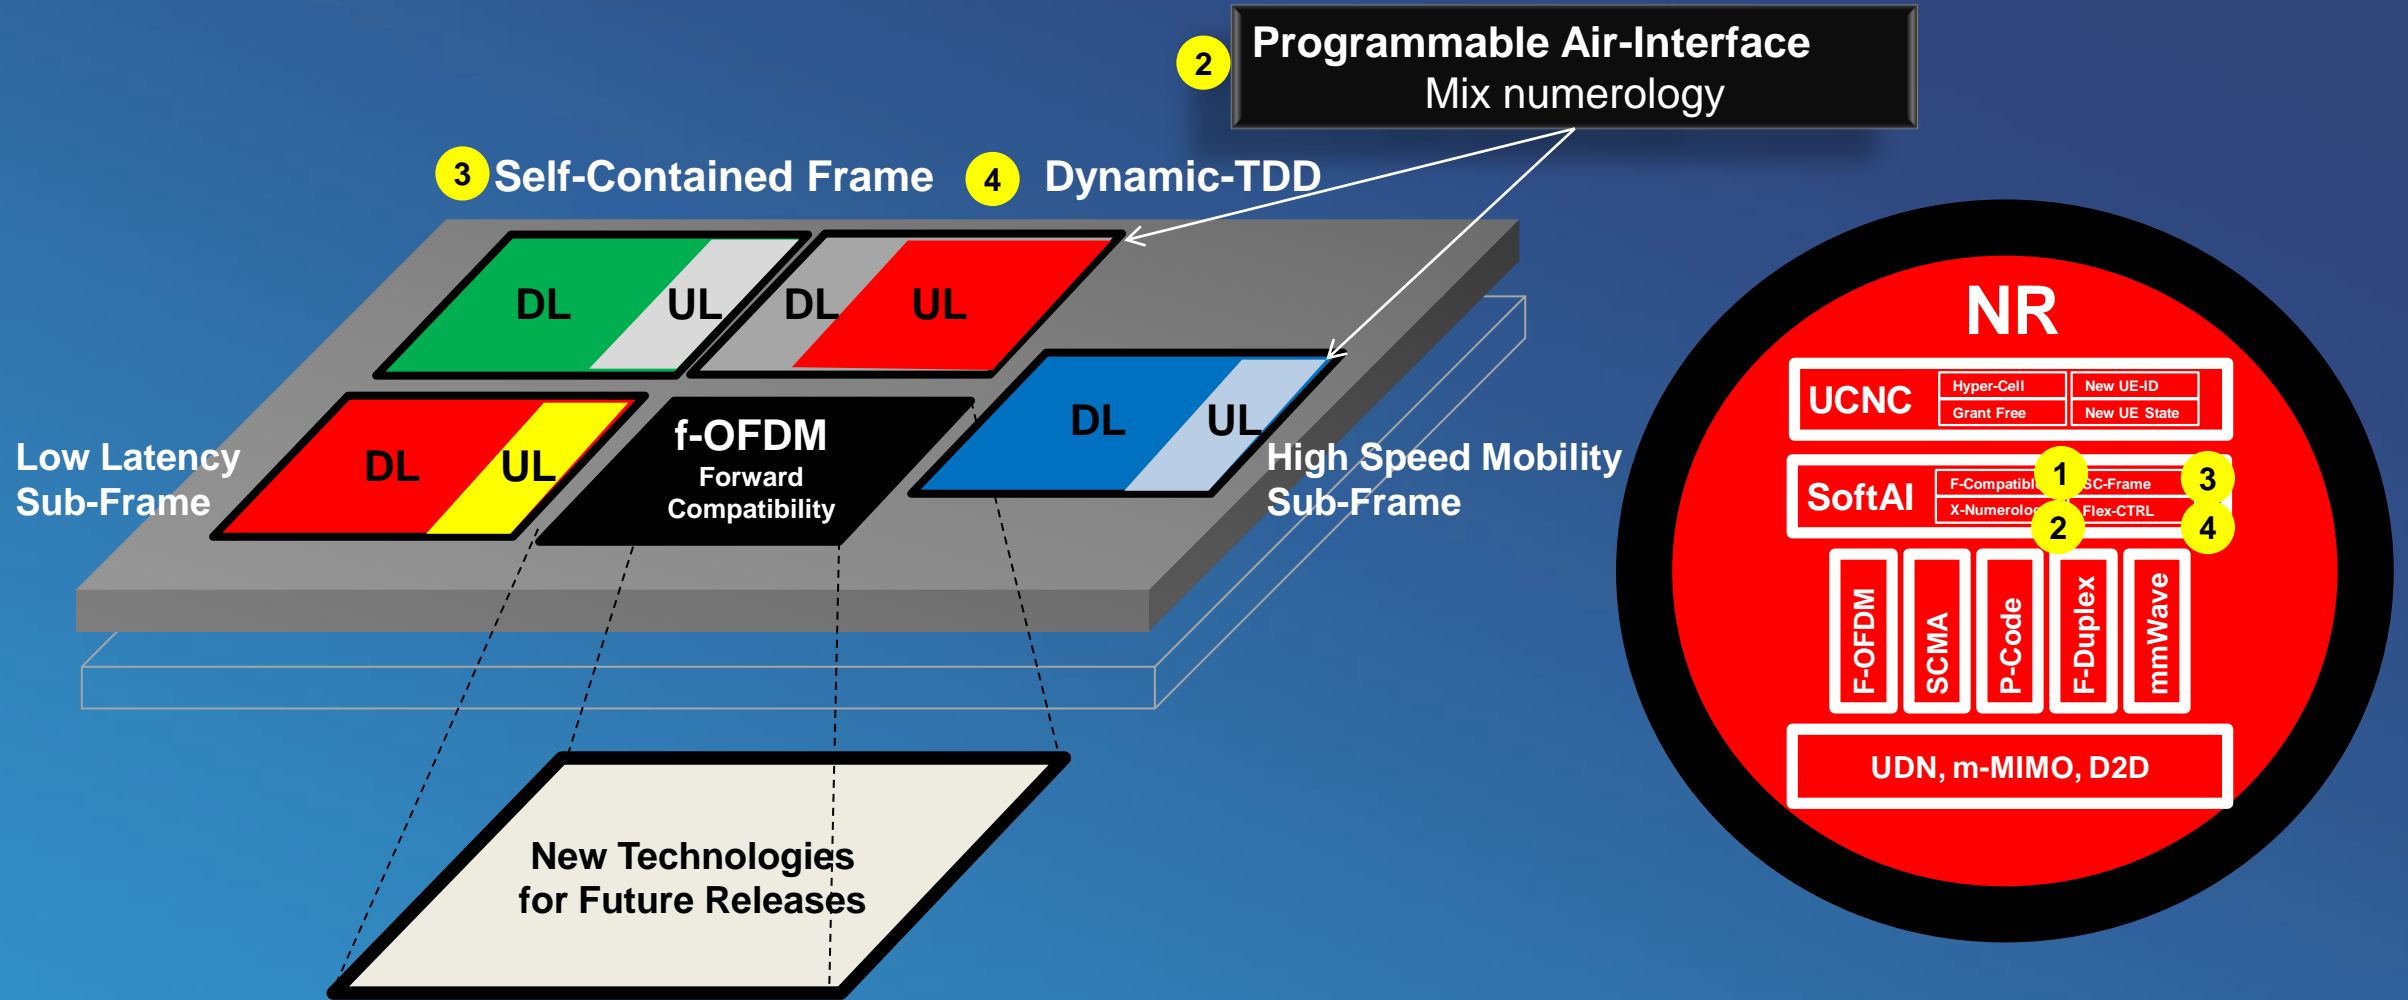 2
Programmable Air-Interface
Mix numerology
3 Self-Contained Frame
4 Dynamic-TDD
DL UL
DL UL
Low Latency
Sub-Frame
DL UL
f-OFDM
Forward
Compatibility
DL UL
High Speed Mobility
Sub-Frame
New Technologies
for Future Releases
NR
UCNC
Hyper-Cell
New UE-ID
Grant Free
New UE State
SoftAI
F-Compatible
1
SC-Frame
3
2
Flex-CTRL
4
F-OFDM
SCMA
P-Code
F-Duplex
mmWave
UDN, m-MIMO, D2D